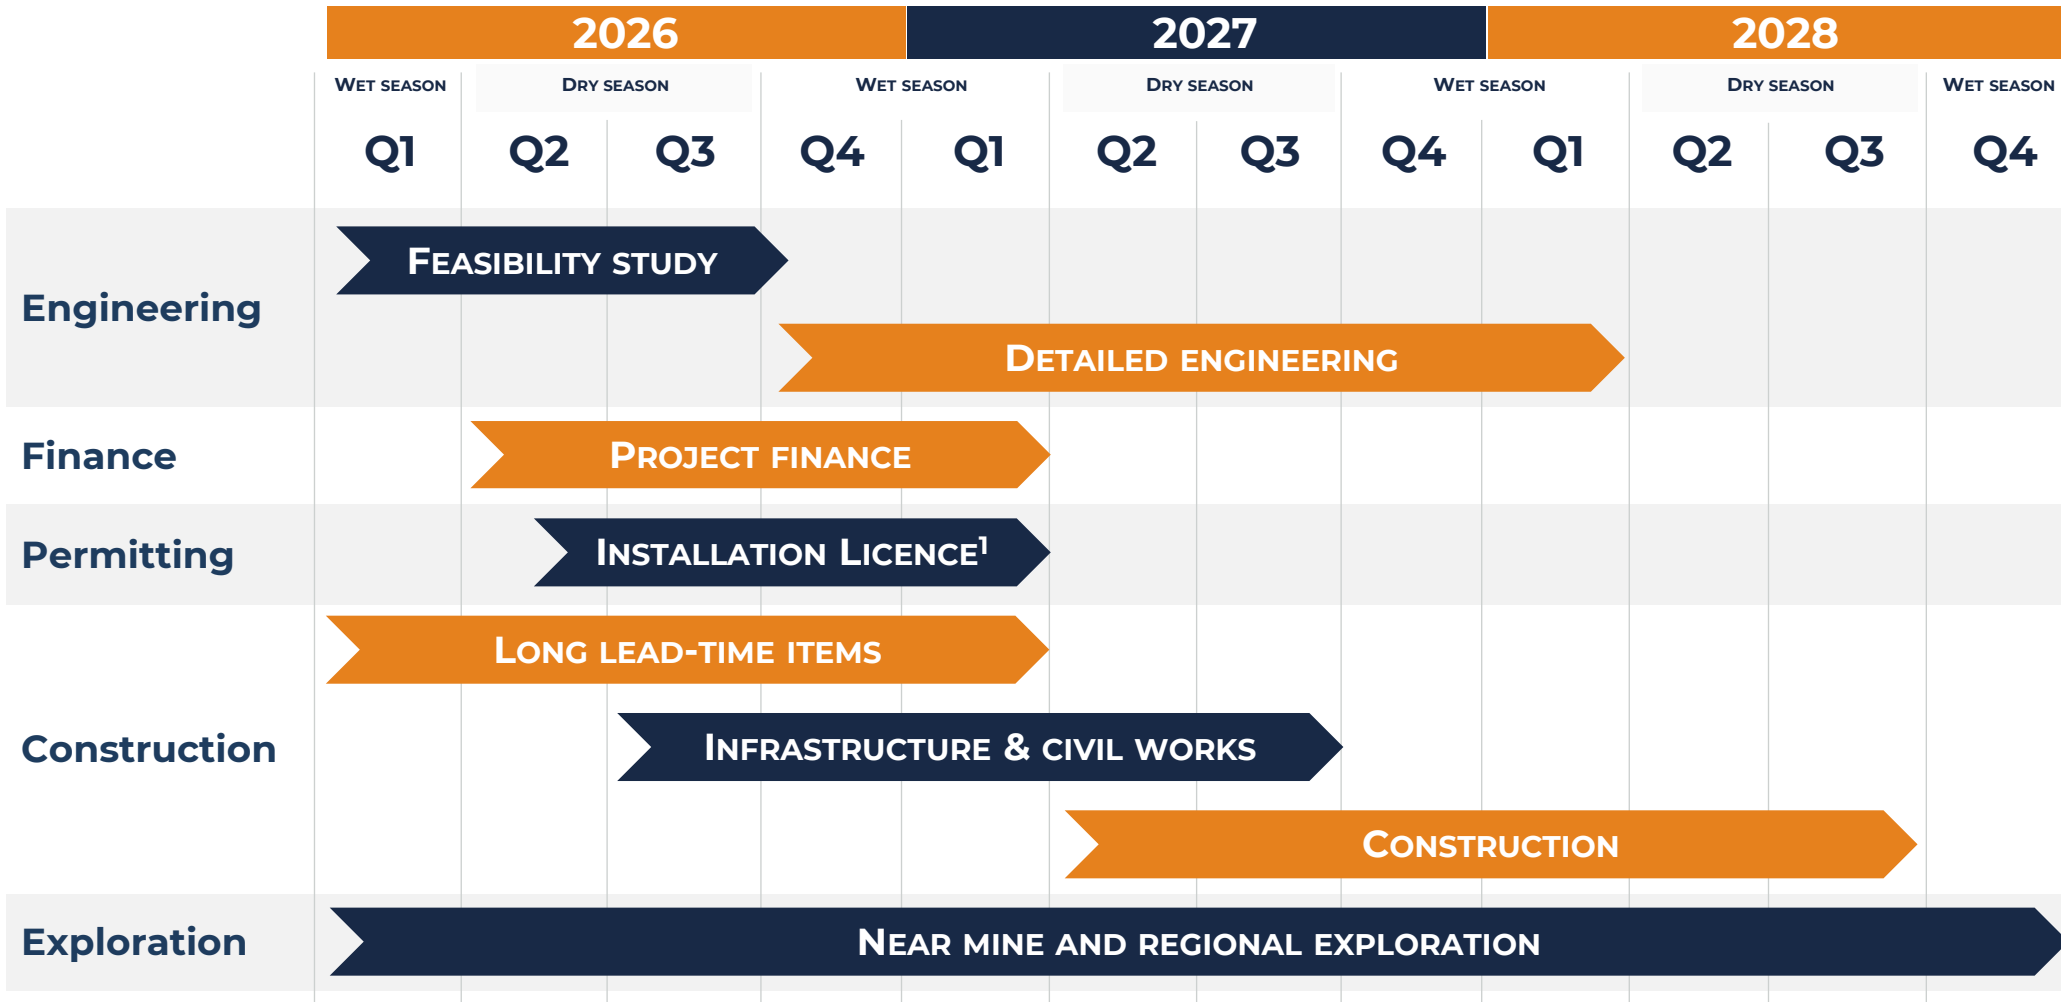 2026 2027 2028
Wet season Dry season Wet season Dry season Wet season Dry season Wet season
Q1 Q2 Q3 Q4 Q1 Q2 Q3 Q4 Q1 Q2 Q3 Q4
Feasibility study
Engineering
Detailed engineering
Finance
Project finance
Permitting
Installation Licence¹
Long lead-time items
Construction
Infrastructure & civil works
Construction
Exploration
Near mine and regional exploration